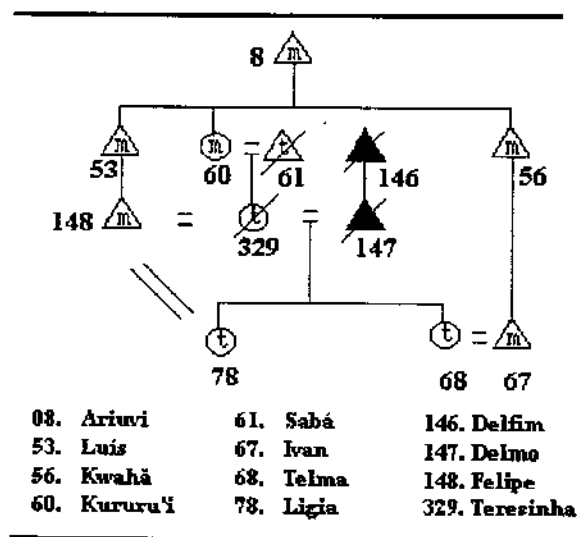 8 m
m m t m
53 60 = 61 146 56
148 m = t = 
329 147
t t = m
78 68 67
08. Ariuvi 61. Sabá 146. Delfim
53. Luís 67. Ivan 147. Delmo
56. Kwahã 68. Telma 148. Felipe
60. Kururu'i 78. Ligia 329. Teresinha